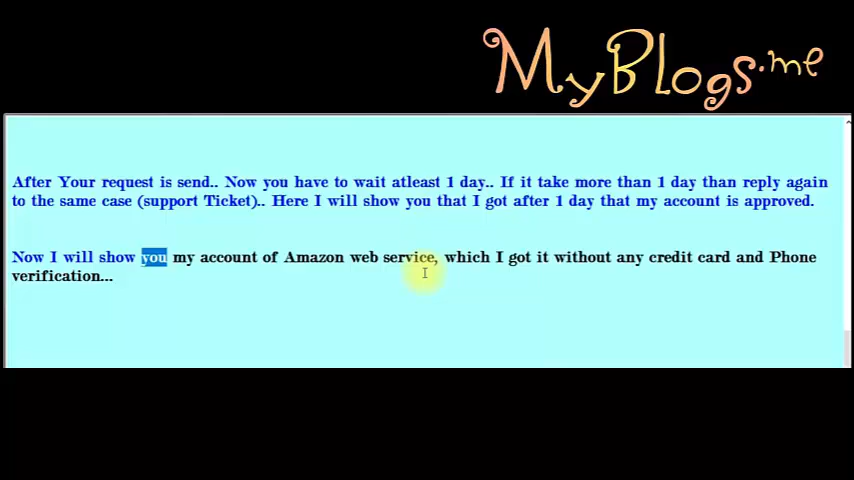 MyBlogs.me
After Your request is send.. Now you have to wait atleast 1 day.. If it take more than 1 day than reply again
to the same case (support Ticket).. Here I will show you that I got after 1 day that my account is approved.
Now I will show you my account of Amazon web service, which I got it without any credit card and Phone
verification...